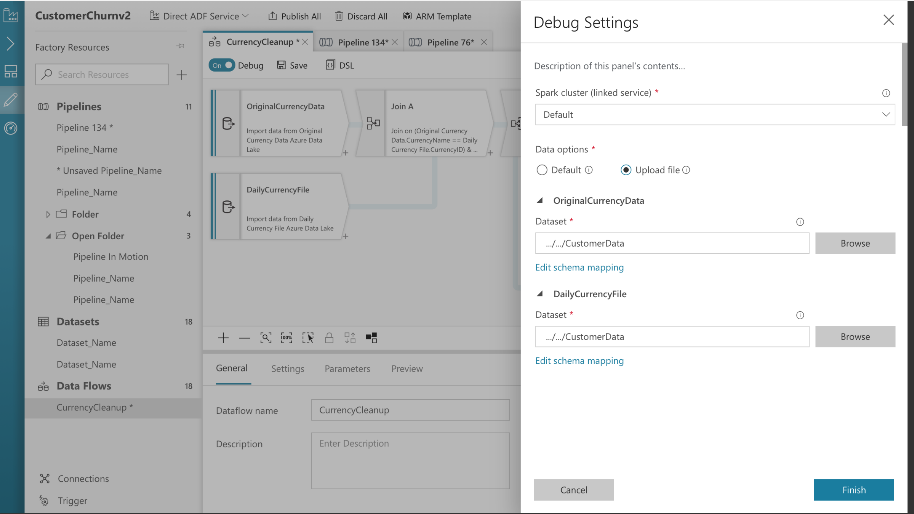 CustomerChurnv2
Direct ADF Service
Publish All
Discard All
ARM Template
Factory Resources
Search Resources
Pipelines 11
Pipeline 134 *
Pipeline_Name
* Unsaved Pipeline_Name
Pipeline_Name
Folder 4
Open Folder 3
Pipeline In Motion
Pipeline_Name
Pipeline_Name
Datasets 18
Dataset_Name
Dataset_Name
Data Flows 18
CurrencyCleanup *
Connections
Trigger
CurrencyCleanup *
Pipeline 134*
Pipeline 76*
On Debug
Save
DSL
OriginalCurrencyData
Import data from Original
Currency Data Azure Data
Lake
Join A
Join on (Original Currency
Data.CurrencyName == Daily
Currency File.CurrencyID) & ...
DailyCurrencyFile
Import data from Daily
Currency File Azure Data Lake
100%
General Settings Parameters Preview
Dataflow name CurrencyCleanup
Description Enter Description
Debug Settings
Description of this panel's contents...
Spark cluster (linked service) *
Default
Data options *
Default Upload file
OriginalCurrencyData
Dataset *
.../.../CustomerData Browse
Edit schema mapping
DailyCurrencyFile
Dataset *
.../.../CustomerData Browse
Edit schema mapping
Cancel Finish